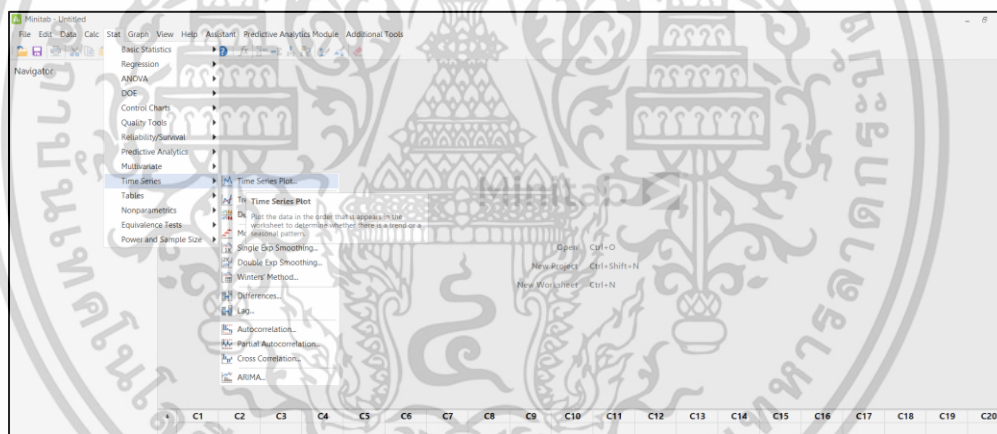 Minitab - Untitled
File Edit Data Calc Stat Graph View Help Assistant Predictive Analytics Module Additional Tools
Navigator
Basic Statistics
Regression
ANOVA
DOE
Control Charts
Quality Tools
Reliability/Survival
Predictive Analytics
Multivariate
Time Series
Tables
Nonparametrics
Equivalence Tests
Power and Sample Size
Time Series Plot...
Time Series Plot
Plot the data in the order that is appears in the
worksheet to determine whether there is a trend or a
seasonal pattern.
Single Exp Smoothing...
Double Exp Smoothing...
Winters' Method...
Differences...
Lag...
Autocorrelation...
Partial Autocorrelation...
Cross Correlation...
ARIMA...
Minitab
Open Ctrl+O
New Project Ctrl+Shift+N
New Worksheet Ctrl+N
C1 C2 C3 C4 C5 C6 C7 C8 C9 C10 C11 C12 C13 C14 C15 C16 C17 C18 C19 C20